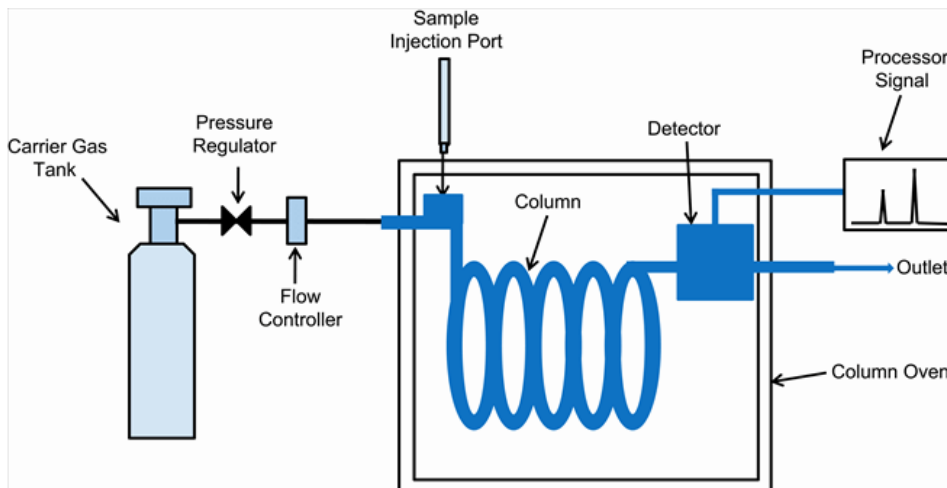 Sample
Injection Port
Processor
Signal
Pressure
Regulator
Detector
Carrier Gas
Tank
Column
Outlet
Flow
Controller
Column Oven